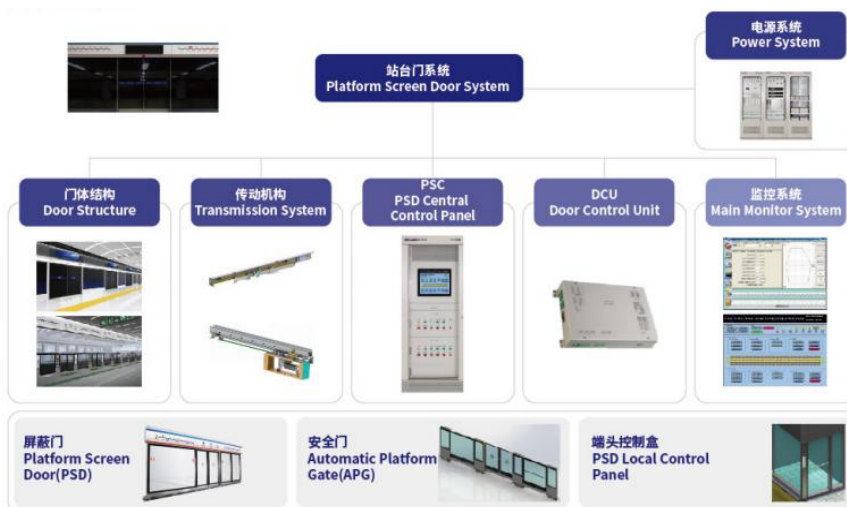 电源系统
Power System
站台门系统
Platform Screen Door System
门体结构
Door Structure
传动机构
Transmission System
PSC
PSD Central
Control Panel
DCU
Door Control Unit
监控系统
Main Monitor System
屏蔽门
Platform Screen
Door(PSD)
安全门
Automatic Platform
Gate(APG)
端头控制盒
PSD Local Control
Panel